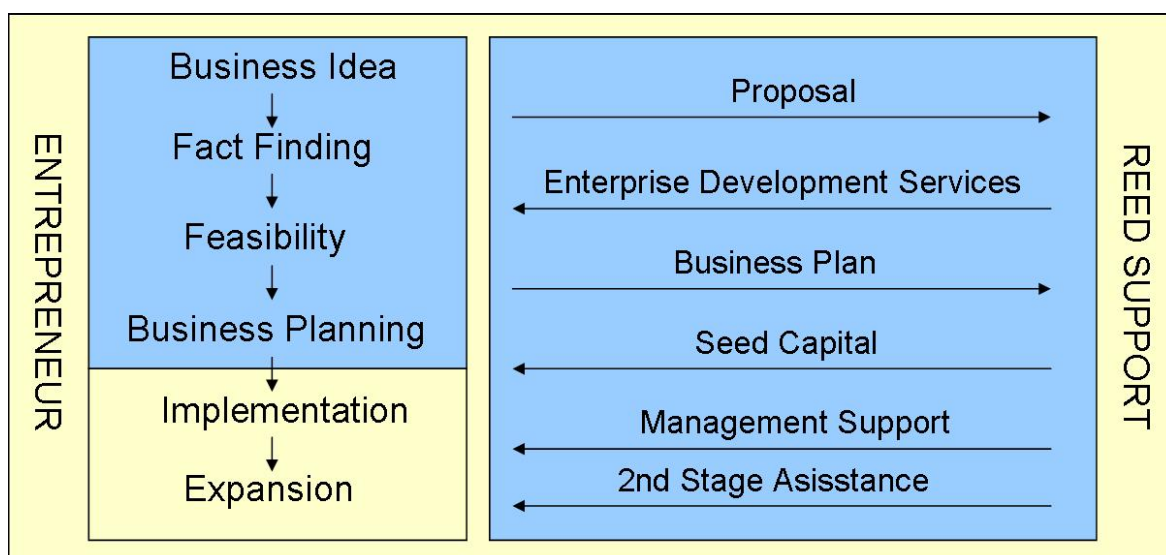 ENTREPRENEUR
Business Idea
Fact Finding
Feasibility
Business Planning
Implementation
Expansion
Proposal
Enterprise Development Services
Business Plan
Seed Capital
Management Support
2nd Stage Asisstance
REED SUPPORT